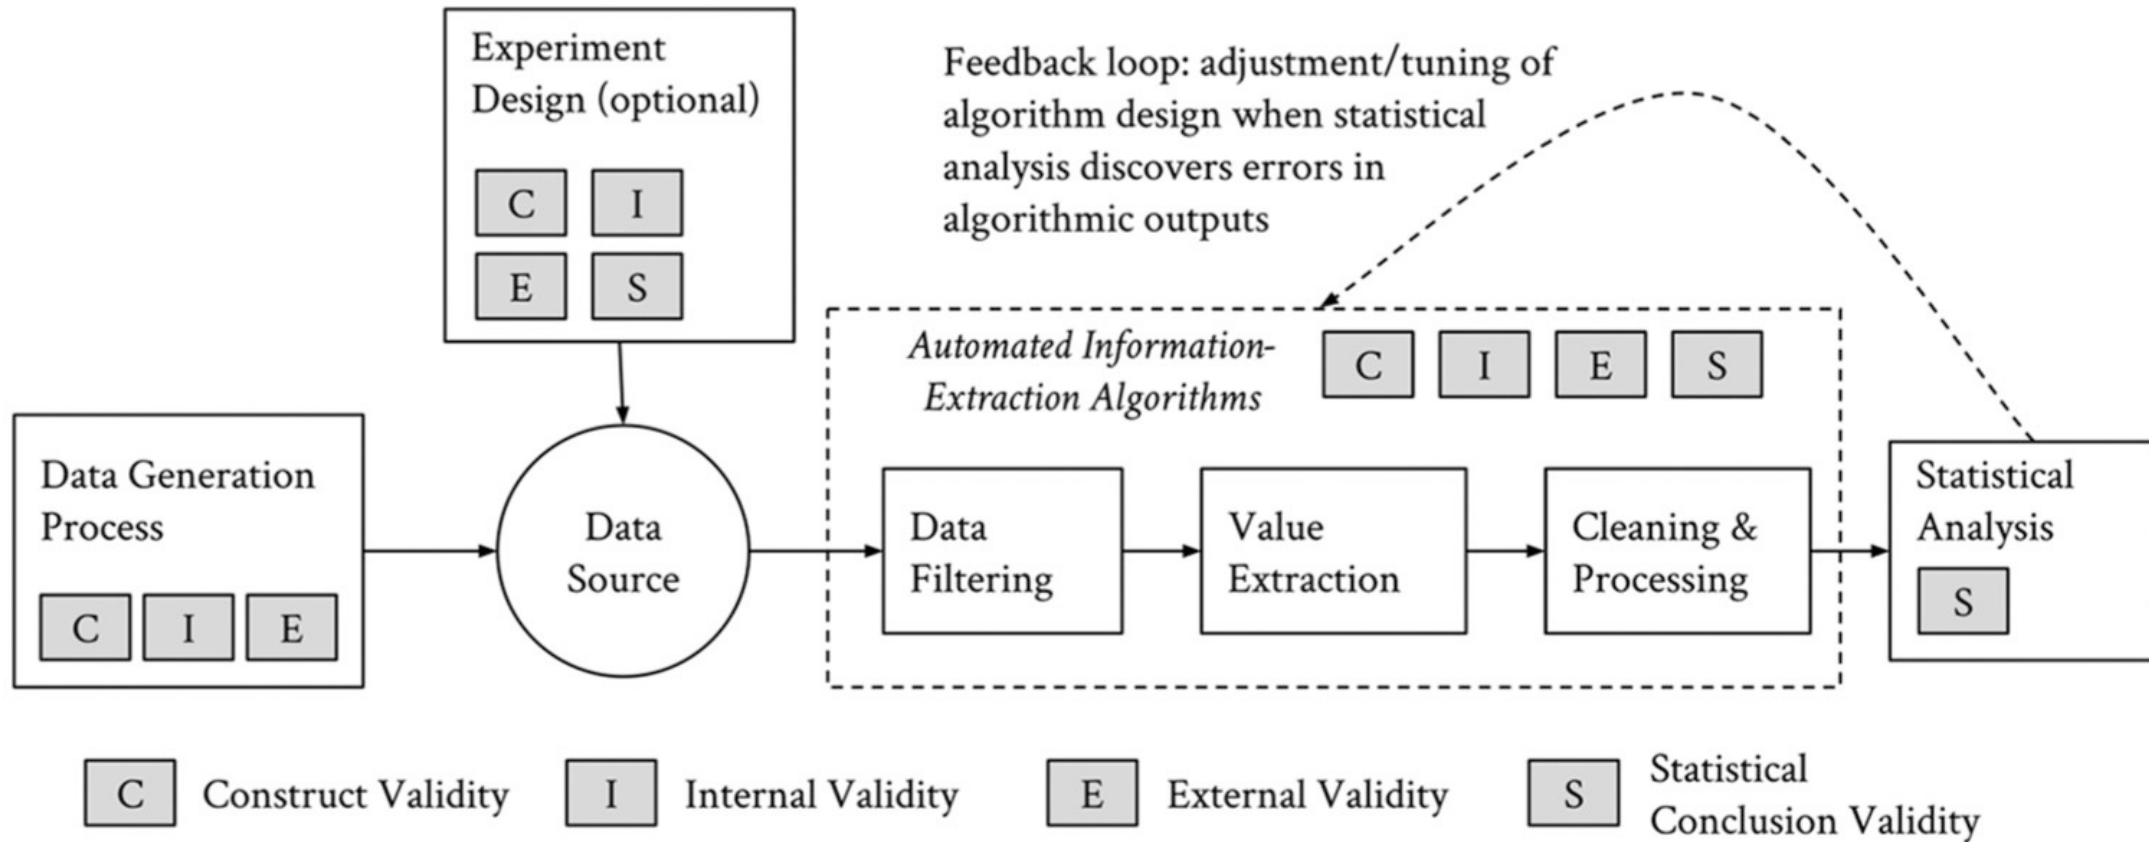 Experiment
Design (optional)
C I
E S
Feedback loop: adjustment/tuning of
algorithm design when statistical
analysis discovers errors in
algorithmic outputs
Data Generation
Process
C I E
Data
Source
Automated Information-
Extraction Algorithms
C I E S
Data
Filtering
Value
Extraction
Cleaning &
Processing
Statistical
Analysis
S
C Construct Validity
I Internal Validity
E External Validity
S Statistical
Conclusion Validity